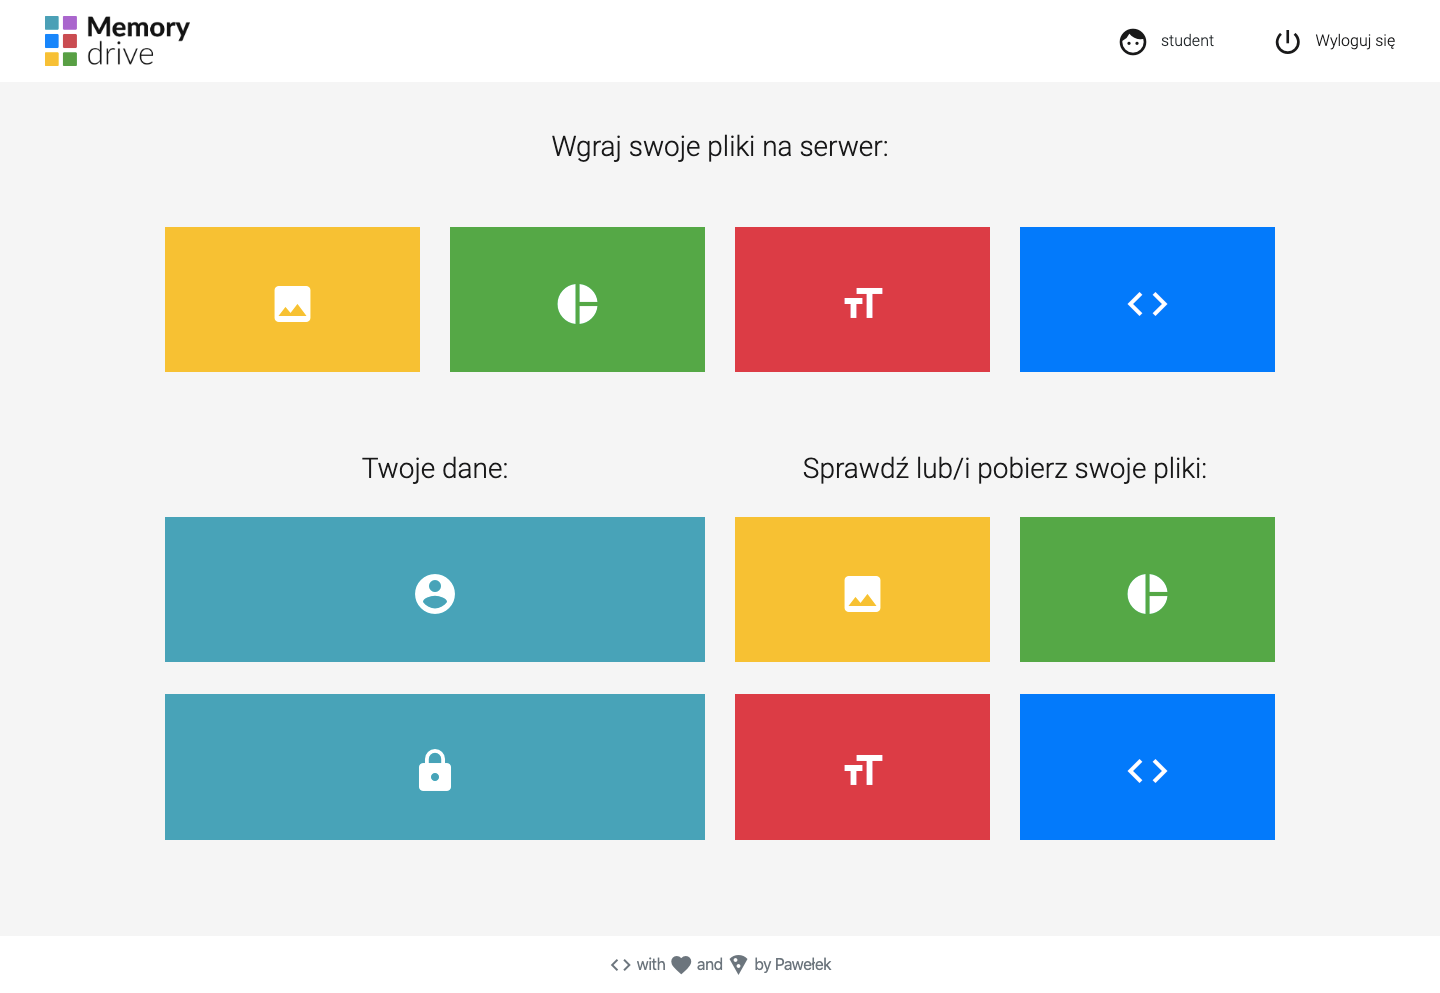 Memory
drive
student
Wyloguj się
Wgraj swoje pliki na serwer:
Twoje dane:
Sprawdź lub/i pobierz swoje pliki:
with and by Pawełek